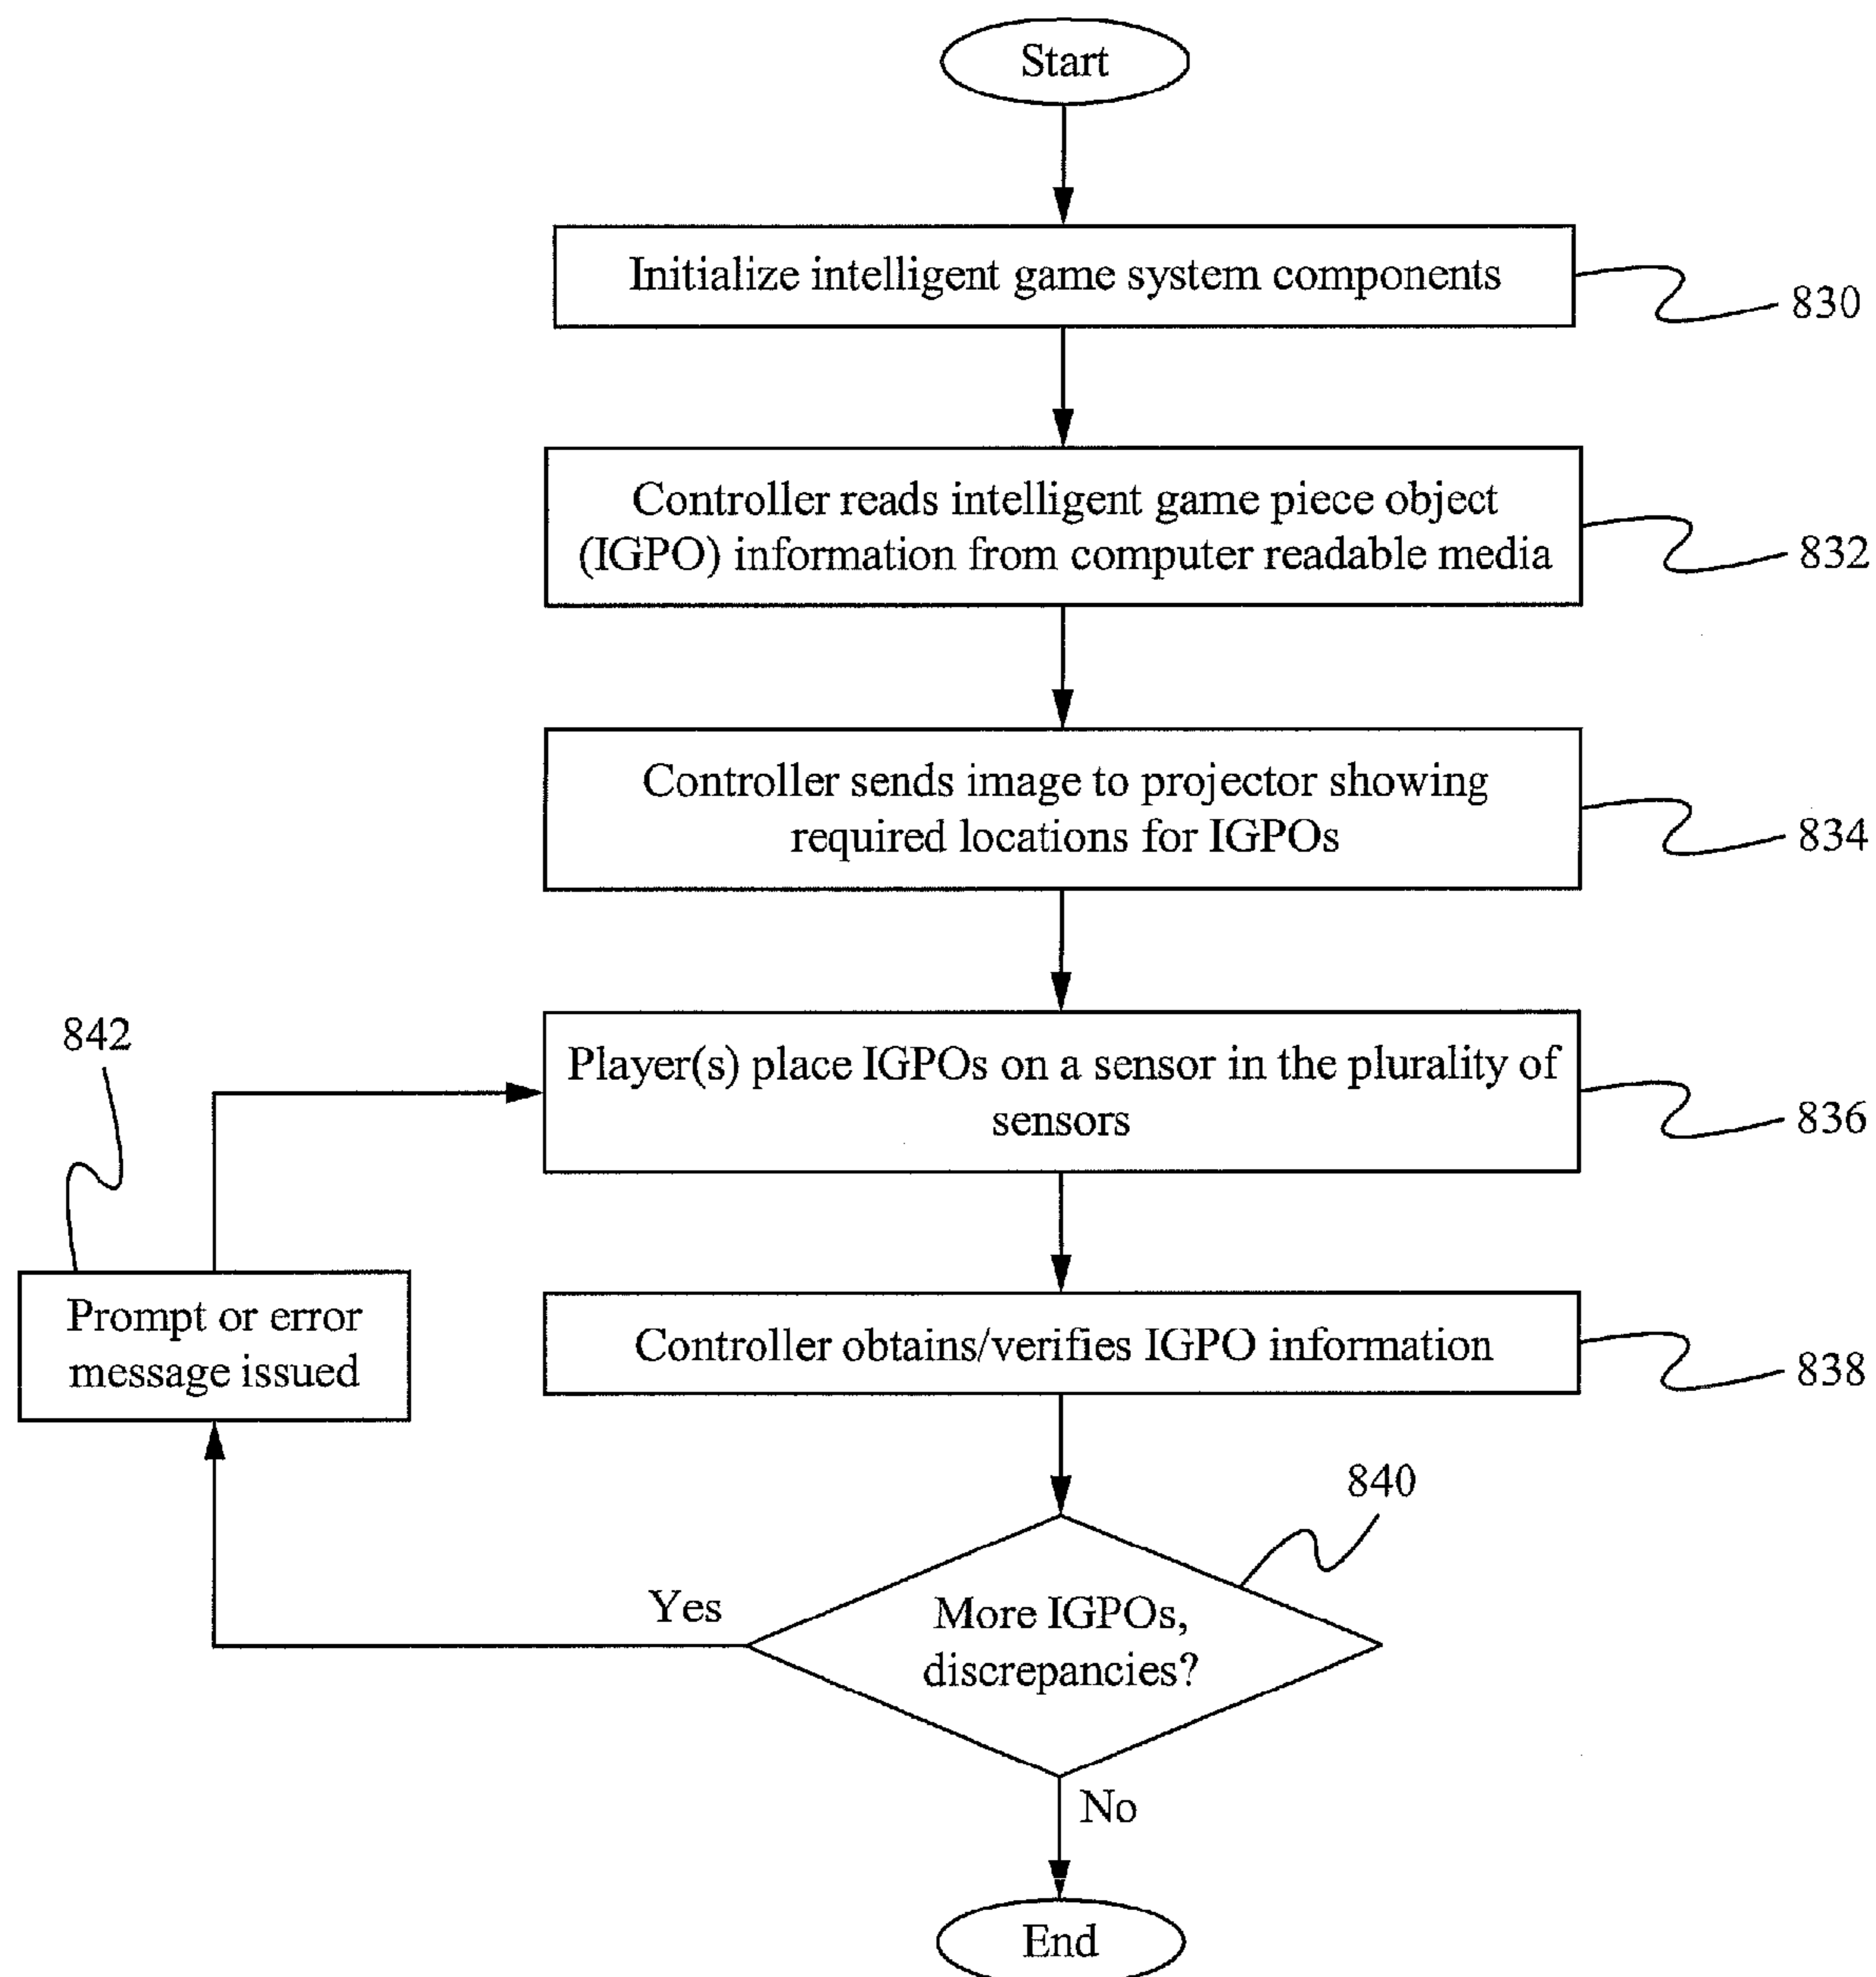 Start
Initialize intelligent game system components
830
Controller reads intelligent game piece object
(IGPO) information from computer readable media
832
Controller sends image to projector showing
required locations for IGPOs
834
842
Player(s) place IGPOs on a sensor in the plurality of
sensors
836
Prompt or error
message issued
Controller obtains/verifies IGPO information
838
840
Yes
More IGPOs,
discrepancies?
No
End